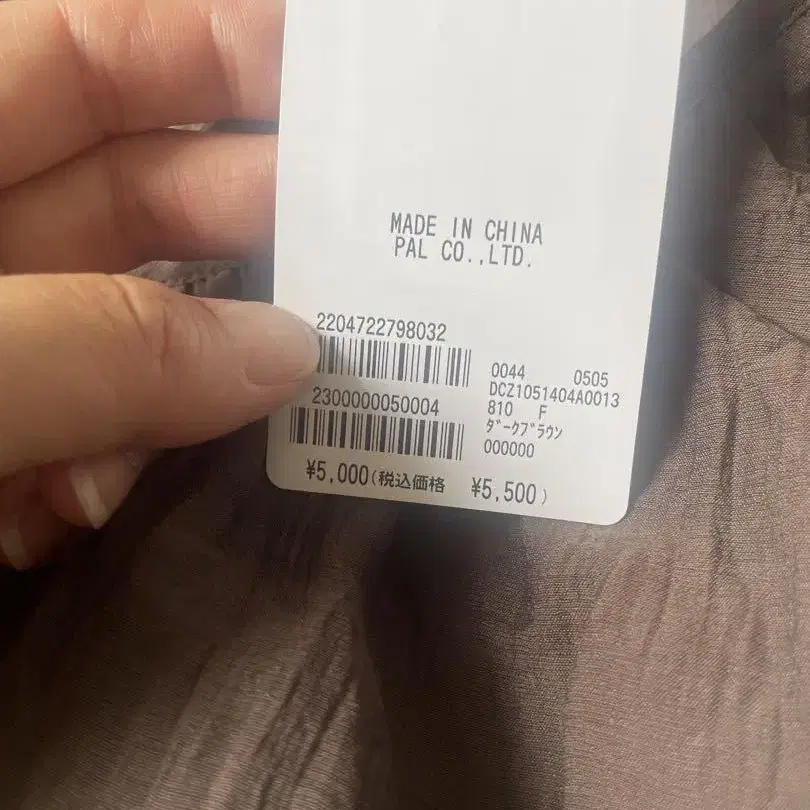 MADE IN CHINA
PAL CO.,LTD.
2204722798032
2300000050004
0044 0505
DCZ1051404A0013
810 F
ﾀﾞｰｸﾌﾞﾗｳﾝ
000000
¥5,000(税込価格 ¥5,500)